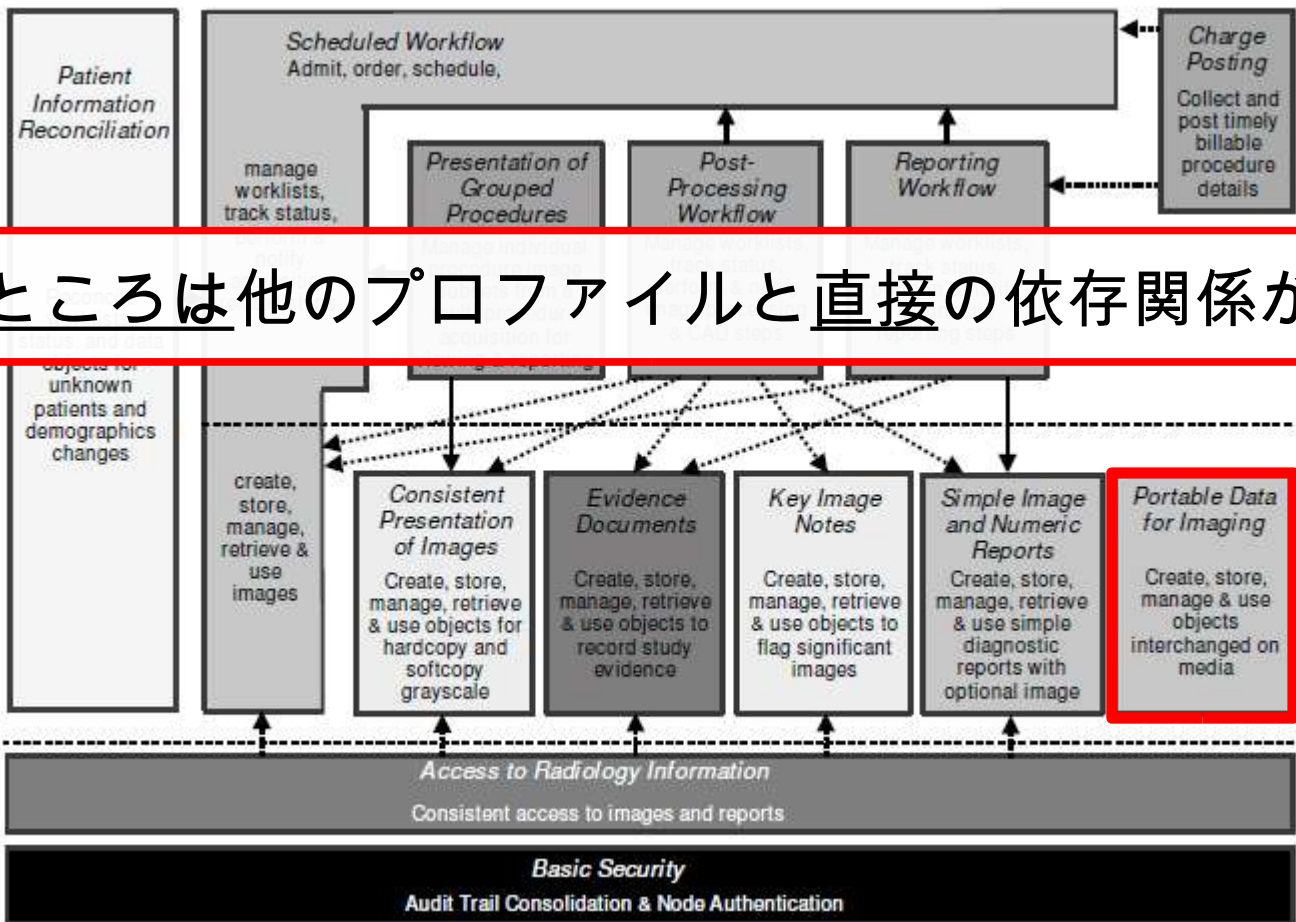 Patient
Information
Reconciliation
unknown
patients and
demographics
changes
Scheduled Workflow
Admit, order, schedule,
manage
worklists,
track status,
create,
store,
manage,
retrieve &
use
images
Presentation of
Grouped
Procedures
Post-
Processing
Workflow
Reporting
Workflow
Charge
Posting
Collect and
post timely
billable
procedure
details
ところは他のプロファイルと直接の依存関係が
Consistent
Presentation
of Images
Create, store,
manage, retrieve
& use objects for
hardcopy and
softcopy
grayscale
Evidence
Documents
Create, store,
manage, retrieve
& use objects to
record study
evidence
Key Image
Notes
Create, store,
manage, retrieve
& use objects to
flag significant
images
Simple Image
and Numeric
Reports
Create, store,
manage, retrieve
& use simple
diagnostic
reports with
optional image
Portable Data
for Imaging
Create, store,
manage & use
objects
interchanged on
media
Access to Radiology Information
Consistent access to images and reports
Basic Security
Audit Trail Consolidation & Node Authentication